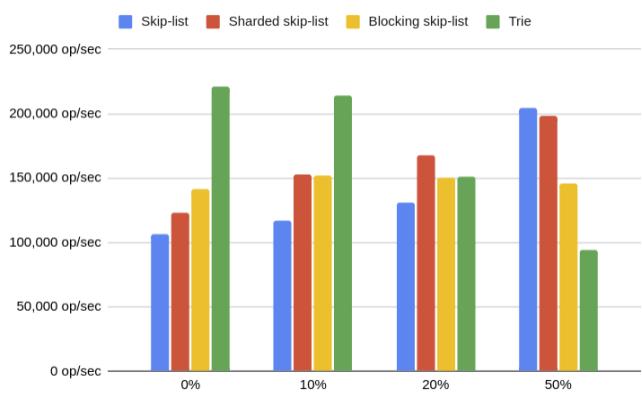 Skip-list Sharded skip-list Blocking skip-list Trie
250,000 op/sec
200,000 op/sec
150,000 op/sec
100,000 op/sec
50,000 op/sec
0 op/sec
0% 10% 20% 50%